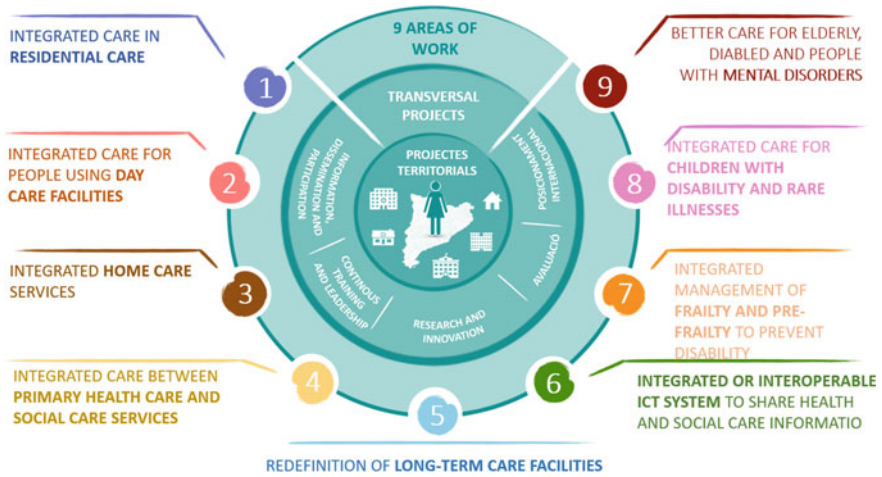 9 AREAS OF
WORK
TRANSVERSAL
PROJECTS
PROJECTES
TERRITORIALS
INFORMATION,
DISSEMINATION AND
PARTICIPATION
CONTINOUS
TRAINING
AND LEADERSHIP
RESEARCH AND
INNOVATION
AVALUACIÓ
POSICIONAMENT
INTERNACIONAL
1
INTEGRATED CARE IN
RESIDENTIAL CARE
2
INTEGRATED CARE FOR
PEOPLE USING DAY
CARE FACILITIES
3
INTEGRATED HOME CARE
SERVICES
4
INTEGRATED CARE BETWEEN
PRIMARY HEALTH CARE AND
SOCIAL CARE SERVICES
5
REDEFINITION OF LONG-TERM CARE FACILITIES
6
INTEGRATED OR INTEROPERABLE
ICT SYSTEM TO SHARE HEALTH
AND SOCIAL CARE INFORMATIO
7
INTEGRATED
MANAGEMENT OF
FRAILTY AND PRE-
FRAILTY TO PREVENT
DISABILITY
8
INTEGRATED CARE FOR
CHILDREN WITH
DISABILITY AND RARE
ILLNESSES
9
BETTER CARE FOR ELDERLY,
DIABLED AND PEOPLE
WITH MENTAL DISORDERS